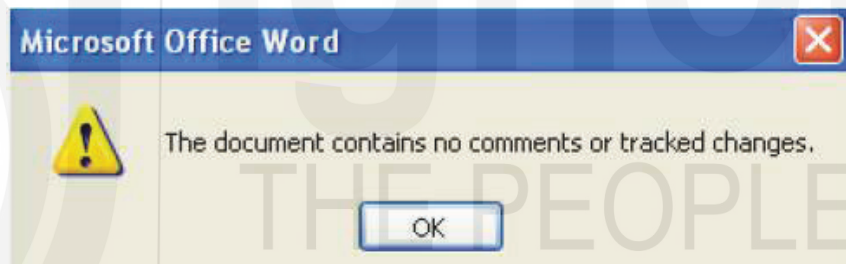 Microsoft Office Word
The document contains no comments or tracked changes.
THE PEOPLE
OK